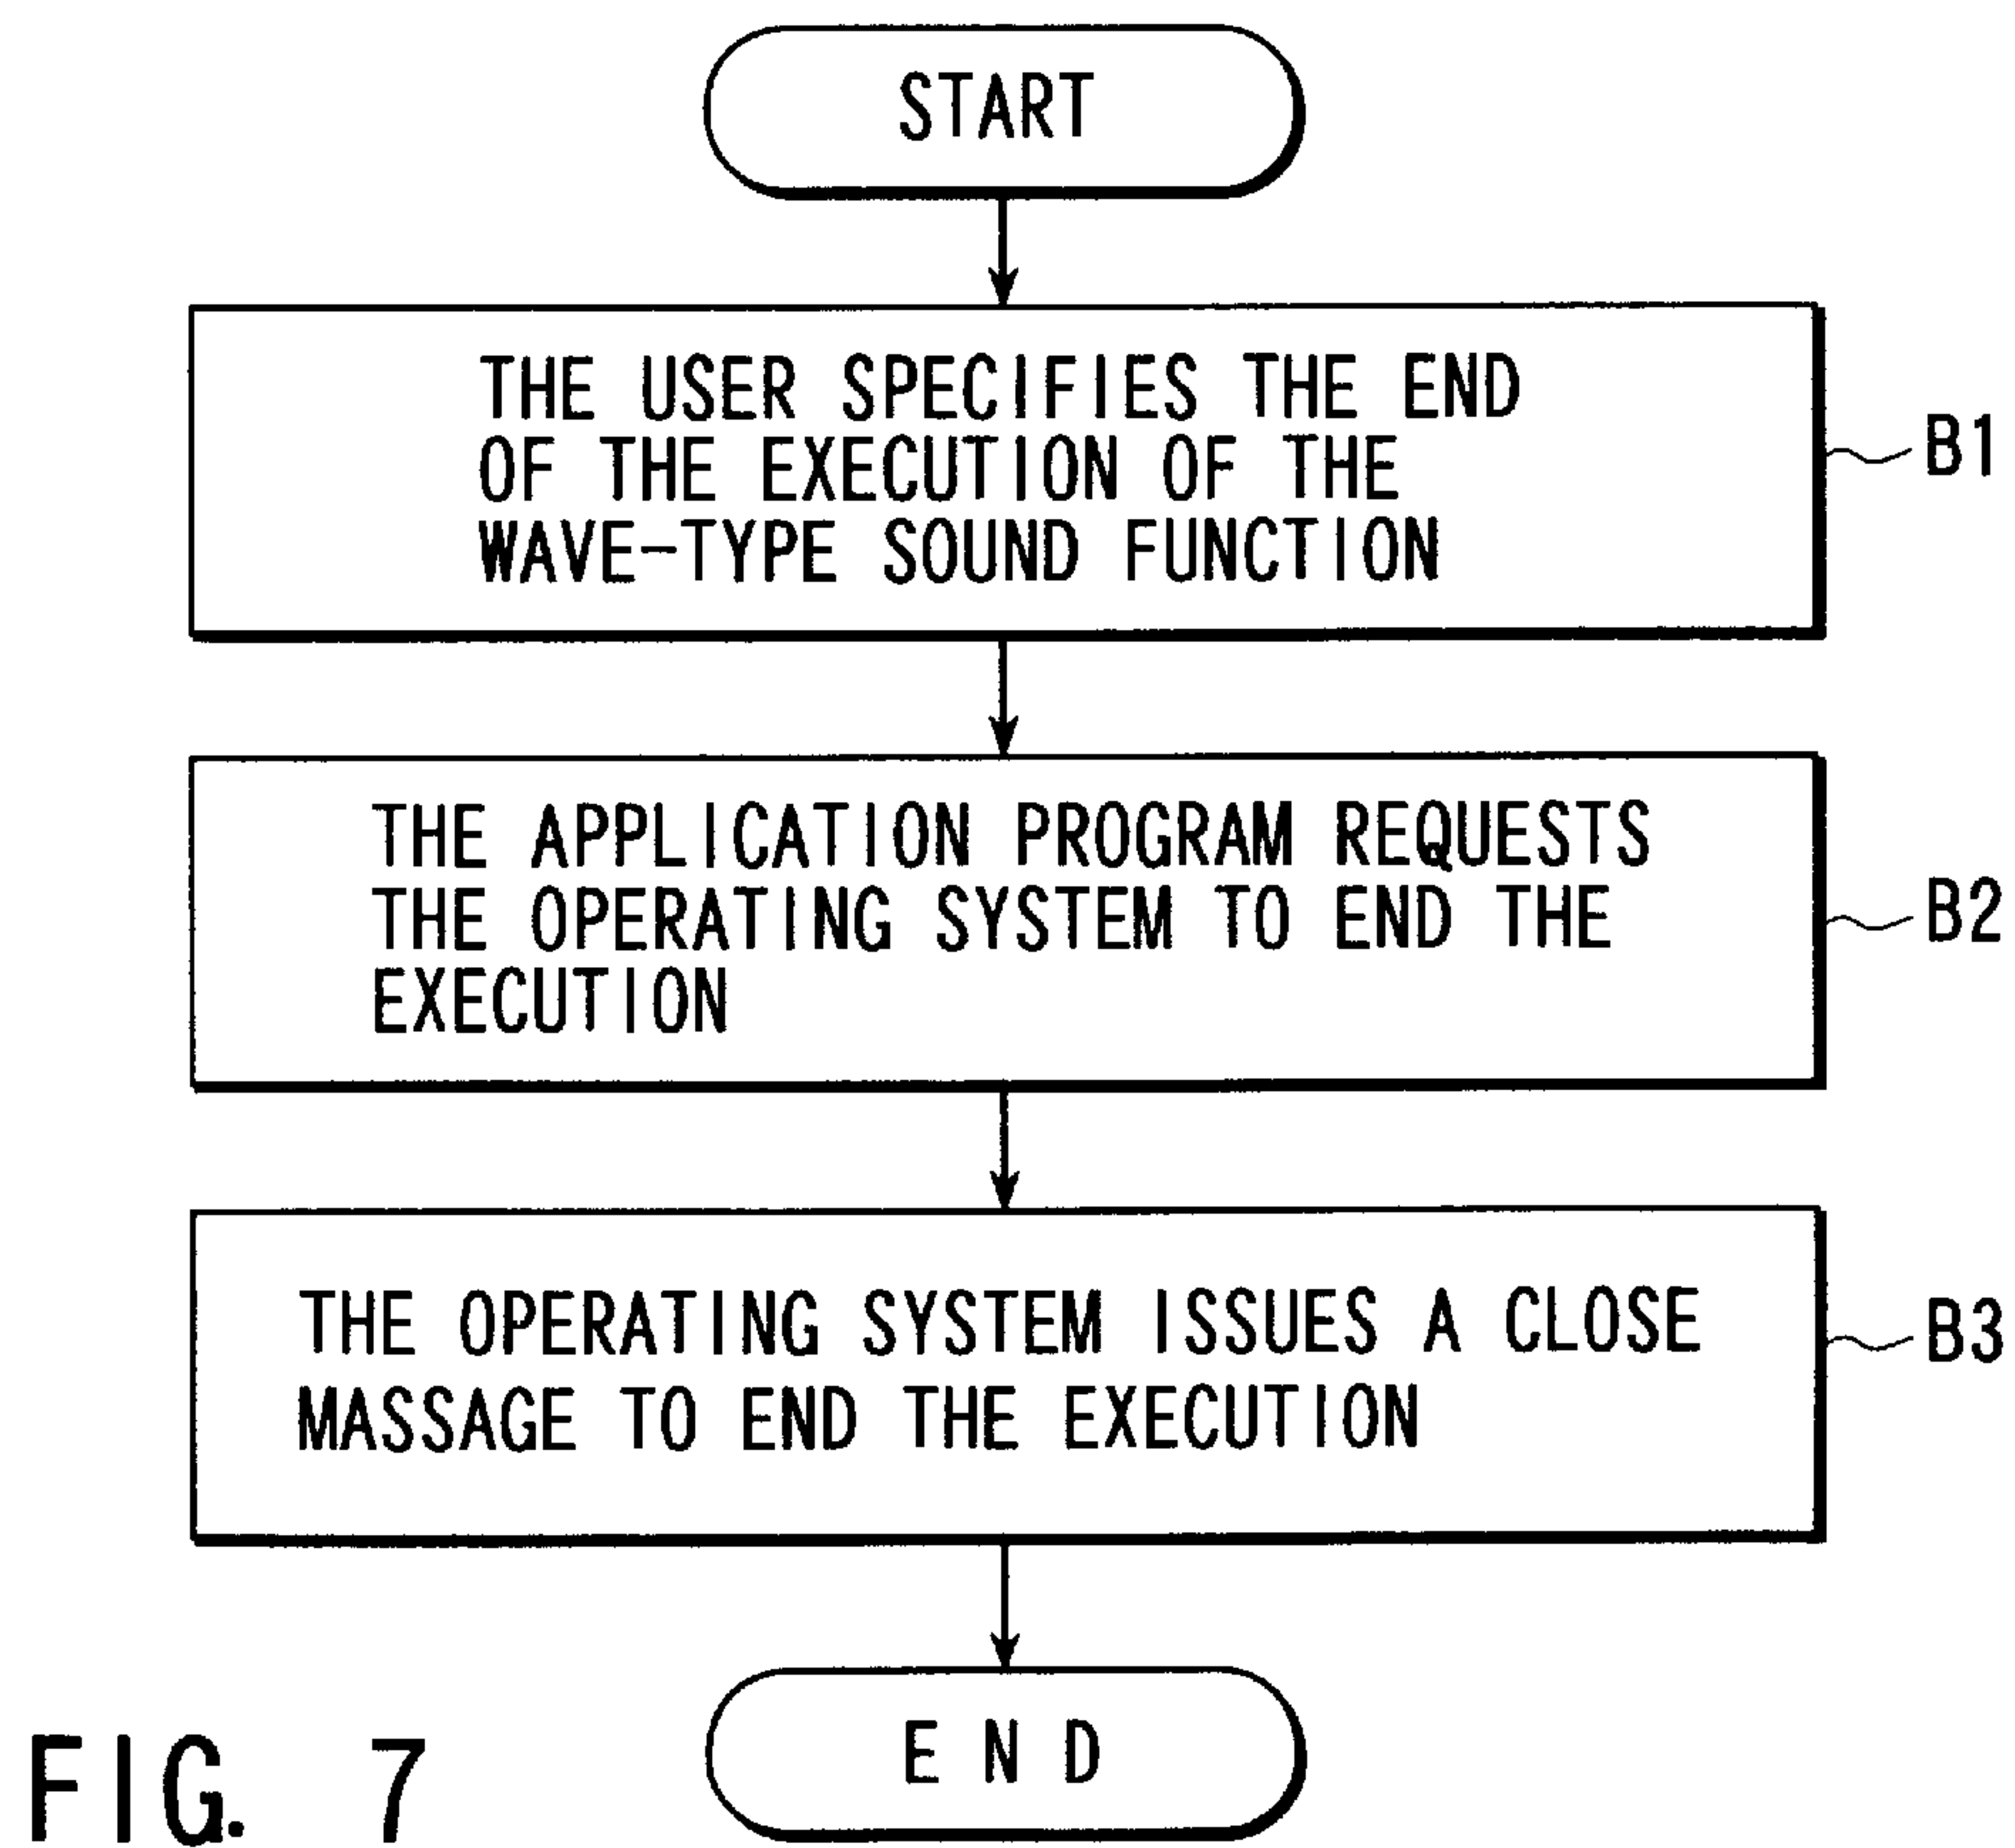 START
THE USER SPECIFIES THE END
OF THE EXECUTION OF THE
WAVE-TYPE SOUND FUNCTION
B1
THE APPLICATION PROGRAM REQUESTS
THE OPERATING SYSTEM TO END THE
EXECUTION
B2
THE OPERATING SYSTEM ISSUES A CLOSE
MASSAGE TO END THE EXECUTION
B3
END
FIG. 7